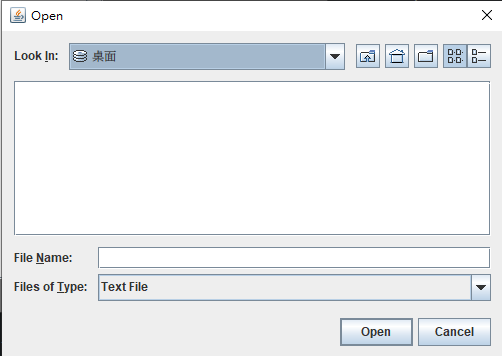 Open
Look In: 桌面
File Name:
Files of Type: Text File
Open Cancel